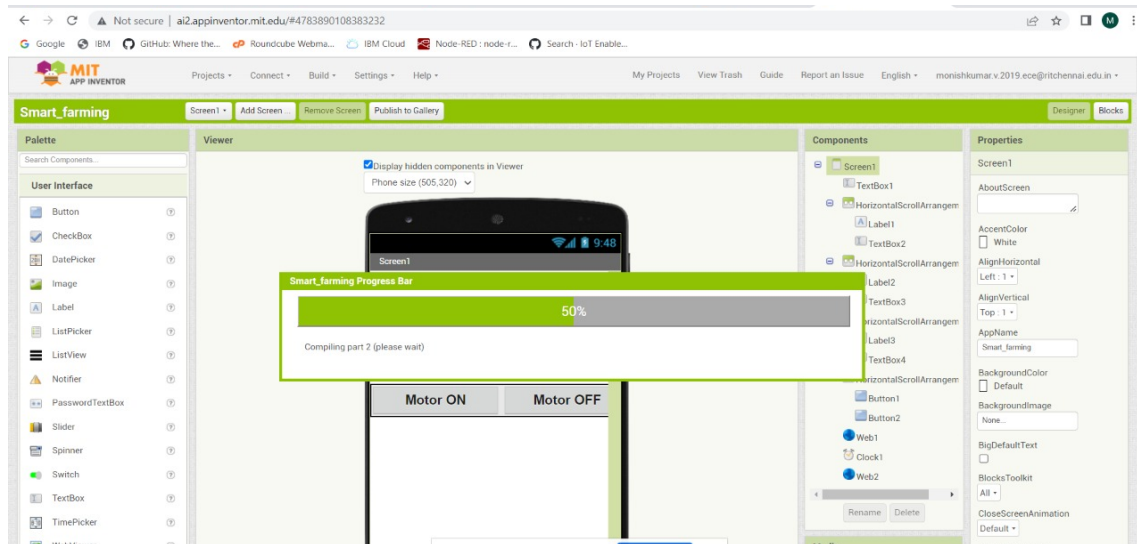 Not secure | ai2.appinventor.mit.edu/#4783890108383232
M
Google IBM GitHub: Where the... cP Roundcube Webma... IBM Cloud Node-RED : node-r... Search - IoT Enable...
MIT
APP INVENTOR
Projects Connect Build Settings Help My Projects View Trash Guide Report an Issue English monishkumar.v.2019.ece@ritchennai.edu.in
Smart_farming Screen1 Add Screen ... Remove Screen Publish to Gallery Designer Blocks
Palette
Search Components...
User Interface
Button
CheckBox
DatePicker
Image
Label
ListPicker
ListView
Notifier
PasswordTextBox
Slider
Spinner
Switch
TextBox
TimePicker
Viewer
Display hidden components in Viewer
Phone size (505,320)
9:48
Screen1
Smart_farming Progress Bar
50%
Compiling part 2 (please wait)
Motor ON Motor OFF
Components
Screen1
TextBox1
HorizontalScrollArrangem
Label1
TextBox2
HorizontalScrollArrangem
Label2
TextBox3
orizontalScrollArrangem
Label3
TextBox4
orizontalScrollArrangem
Button1
Button2
Web1
Clock1
Web2
Rename Delete
Properties
Screen1
AboutScreen
AccentColor
White
AlignHorizontal
Left : 1
AlignVertical
Top : 1
AppName
Smart_farming
BackgroundColor
Default
BackgroundImage
None...
BigDefaultText
BlocksToolkit
All
CloseScreenAnimation
Default